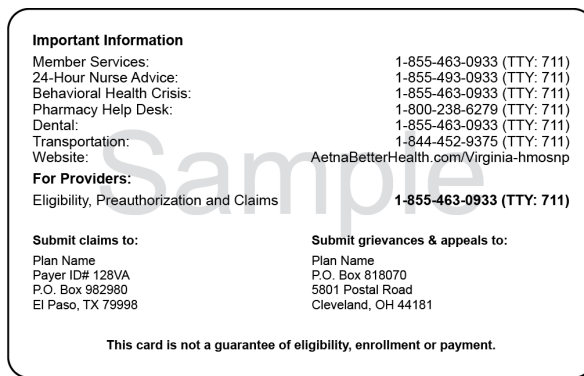 Important Information
Member Services: 1-855-463-0933 (TTY: 711)
24-Hour Nurse Advice: 1-855-493-0933 (TTY: 711)
Behavioral Health Crisis: 1-855-463-0933 (TTY: 711)
Pharmacy Help Desk: 1-800-238-6279 (TTY: 711)
Dental: 1-855-463-0933 (TTY: 711)
Transportation: 1-844-452-9375 (TTY: 711)
Website: AetnaBetterHealth.com/Virginia-hmosnp
Sample
For Providers:
Eligibility, Preauthorization and Claims 1-855-463-0933 (TTY: 711)
Submit claims to:
Plan Name
Payer ID# 128VA
P.O. Box 982980
El Paso, TX 79998
Submit grievances & appeals to:
Plan Name
P.O. Box 818070
5801 Postal Road
Cleveland, OH 44181
This card is not a guarantee of eligibility, enrollment or payment.